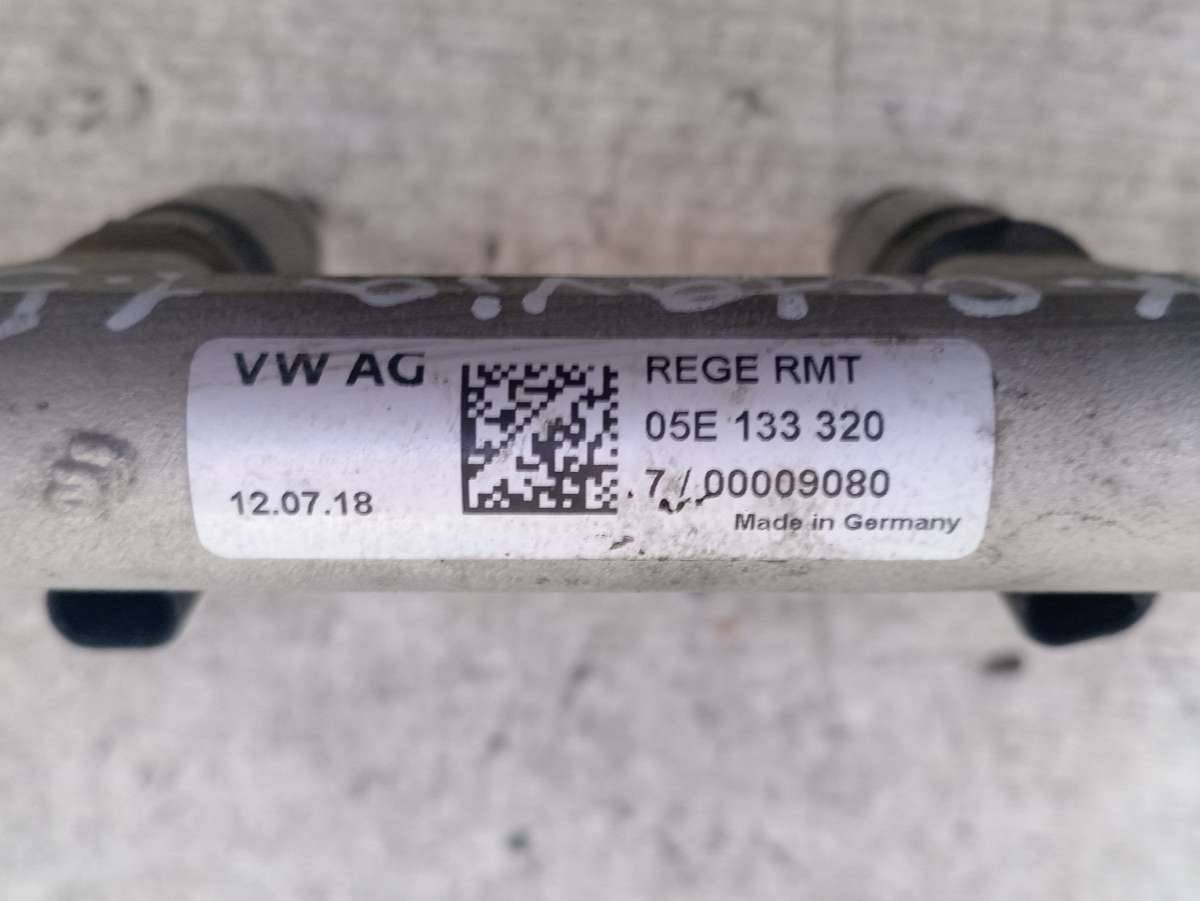 VW AG
12.07.18
REGE RMT
05E 133 320
7 / 00009080
Made in Germany